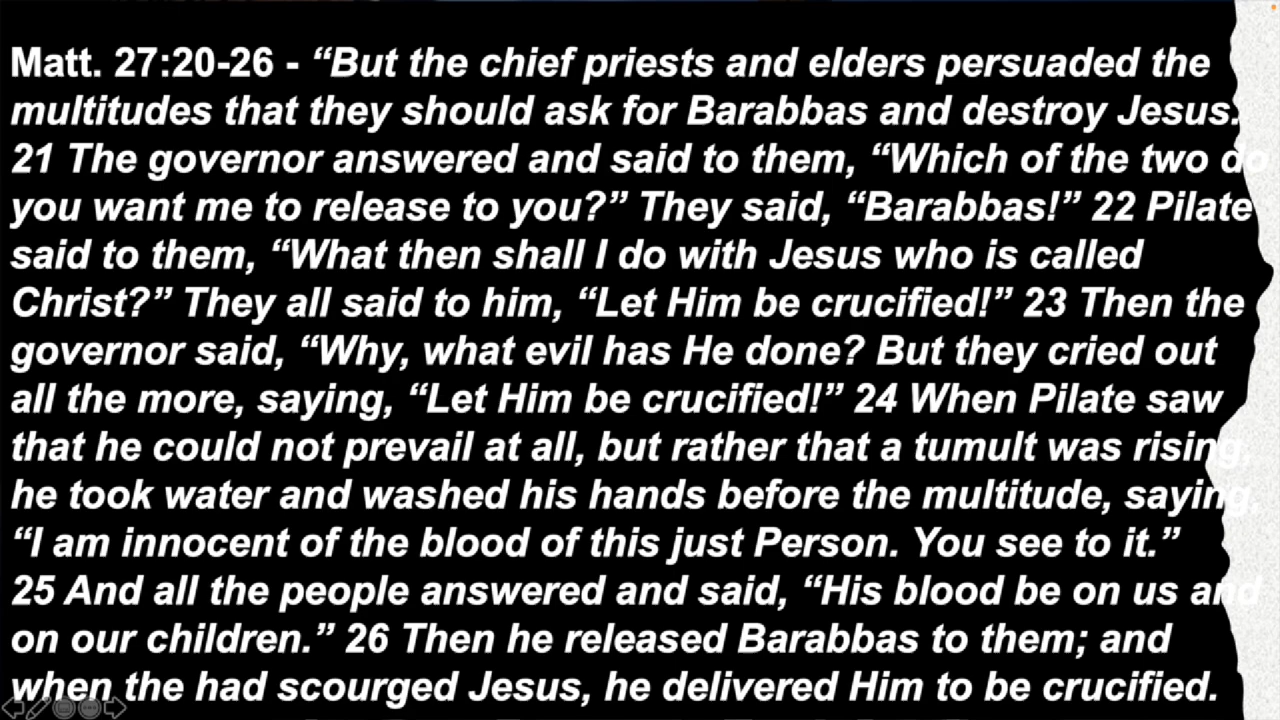 Matt. 27:20-26 - “But the chief priests and elders persuaded the
multitudes that they should ask for Barabbas and destroy Jesus.
21 The governor answered and said to them, “Which of the two do
you want me to release to you?” They said, “Barabbas!” 22 Pilate
said to them, “What then shall I do with Jesus who is called
Christ?” They all said to him, “Let Him be crucified!” 23 Then the
governor said, “Why, what evil has He done? But they cried out
all the more, saying, “Let Him be crucified!” 24 When Pilate saw
that he could not prevail at all, but rather that a tumult was rising,
he took water and washed his hands before the multitude, saying,
“I am innocent of the blood of this just Person. You see to it.”
25 And all the people answered and said, “His blood be on us and
on our children.” 26 Then he released Barabbas to them; and
when the had scourged Jesus, he delivered Him to be crucified.